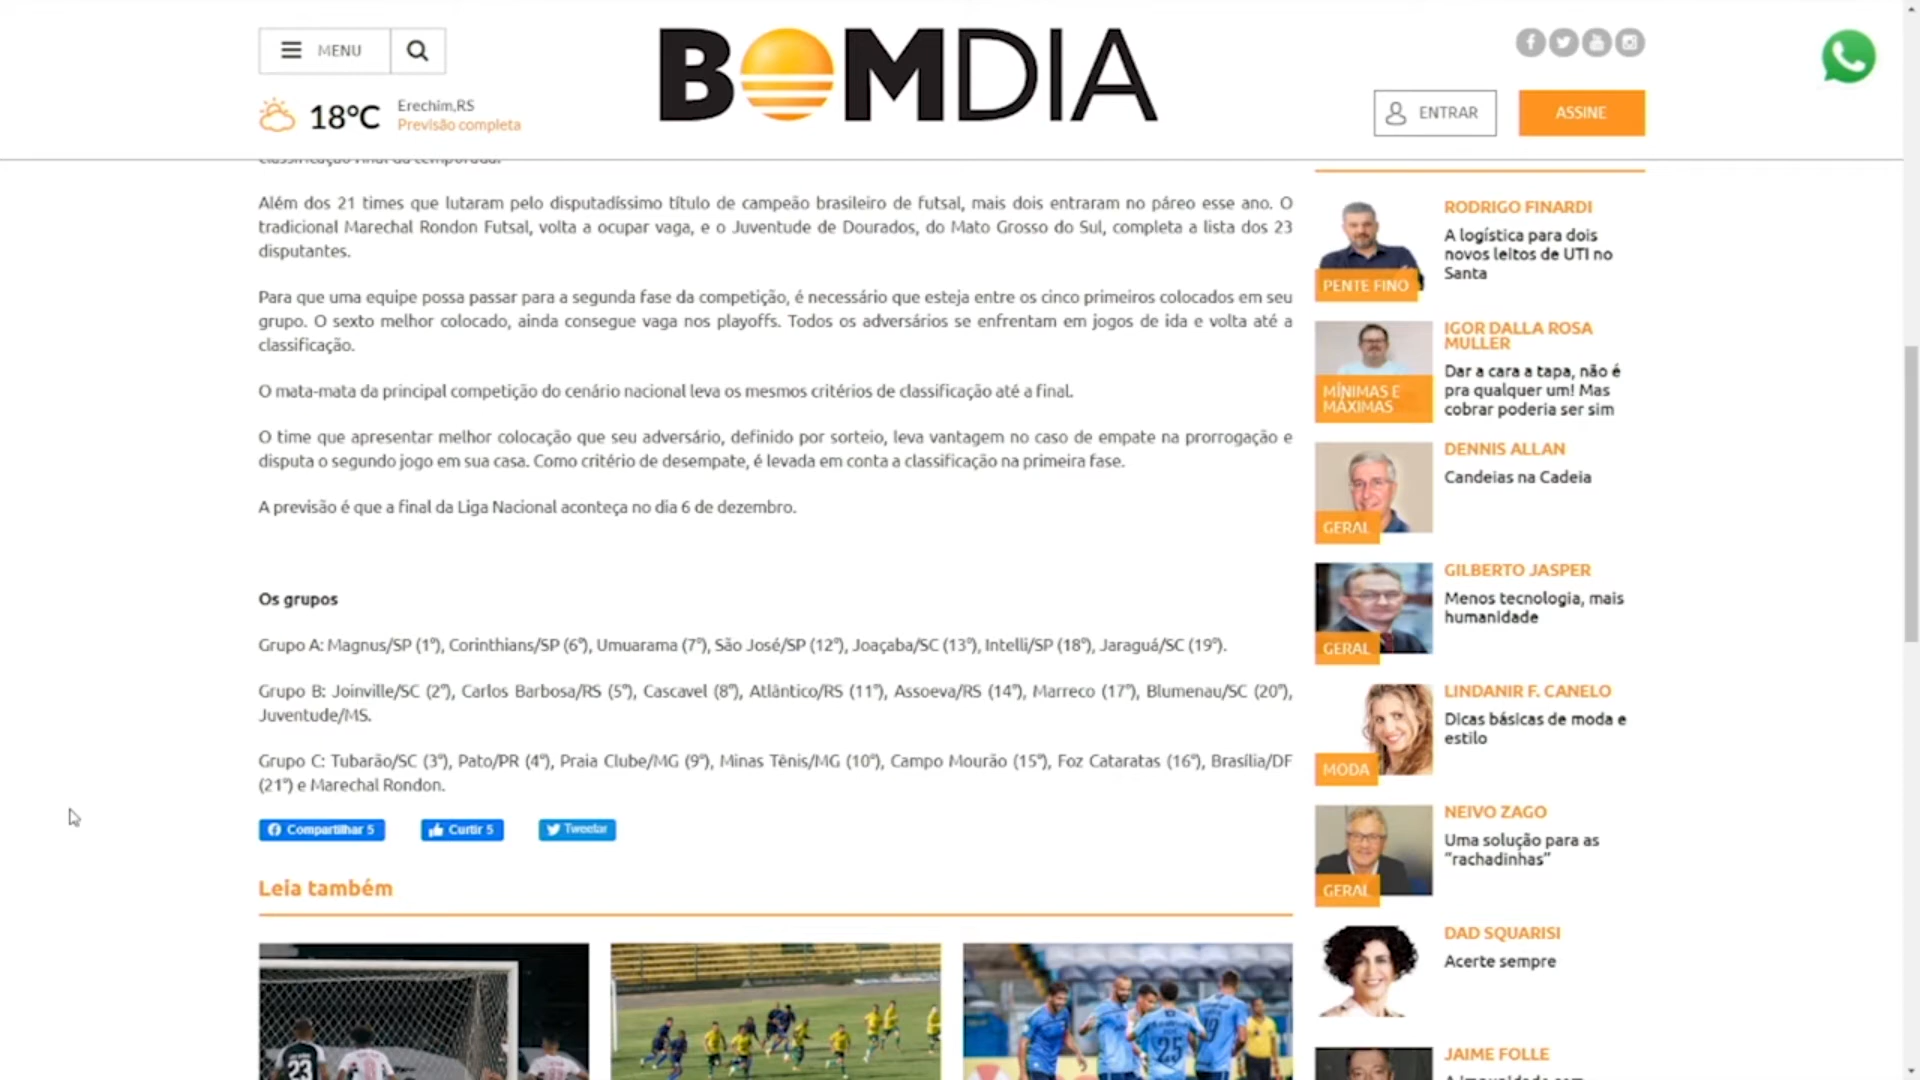 MENU
BOMDIA
18°C
Erechim,RS
Previsão completa
ENTRAR
ASSINE
classificação final da temporada.
Além dos 21 times que lutaram pelo disputadíssimo título de campeão brasileiro de futsal, mais dois entraram no páreo esse ano. O
tradicional Marechal Rondon Futsal, volta a ocupar vaga, e o Juventude de Dourados, do Mato Grosso do Sul, completa a lista dos 23
disputantes.
Para que uma equipe possa passar para a segunda fase da competição, é necessário que esteja entre os cinco primeiros colocados em seu
grupo. O sexto melhor colocado, ainda consegue vaga nos playoffs. Todos os adversários se enfrentam em jogos de ida e volta até a
classificação.
O mata-mata da principal competição do cenário nacional leva os mesmos critérios de classificação até a final.
O time que apresentar melhor colocação que seu adversário, definido por sorteio, leva vantagem no caso de empate na prorrogação e
disputa o segundo jogo em sua casa. Como critério de desempate, é levada em conta a classificação na primeira fase.
A previsão é que a final da Liga Nacional aconteça no dia 6 de dezembro.
Os grupos
Grupo A: Magnus/SP (1º), Corinthians/SP (6º), Umuarama (7º), São José/SP (12º), Joaçaba/SC (13º), Intelli/SP (18º), Jaraguá/SC (19º).
Grupo B: Joinville/SC (2º), Carlos Barbosa/RS (5º), Cascavel (8º), Atlântico/RS (11º), Assoeva/RS (14º), Marreco (17º), Blumenau/SC (20º),
Juventude/MS.
Grupo C: Tubarão/SC (3º), Pato/PR (4º), Praia Clube/MG (9º), Minas Tênis/MG (10º), Campo Mourão (15º), Foz Cataratas (16º), Brasília/DF
(21º) e Marechal Rondon.
Compartilhar 5
Curtir 5
Tweetar
Leia também
23
25
RODRIGO FINARDI
A logística para dois
novos leitos de UTI no
Santa
PENTE FINO
IGOR DALLA ROSA
MULLER
Dar a cara a tapa, não é
pra qualquer um! Mas
cobrar poderia ser sim
MÍNIMAS E
MÁXIMAS
DENNIS ALLAN
Candeias na Cadeia
GERAL
GILBERTO JASPER
Menos tecnologia, mais
humanidade
GERAL
LINDANIR F. CANELO
Dicas básicas de moda e
estilo
MODA
NEIVO ZAGO
Uma solução para as
“rachadinhas”
GERAL
DAD SQUARISI
Acerte sempre
JAIME FOLLE